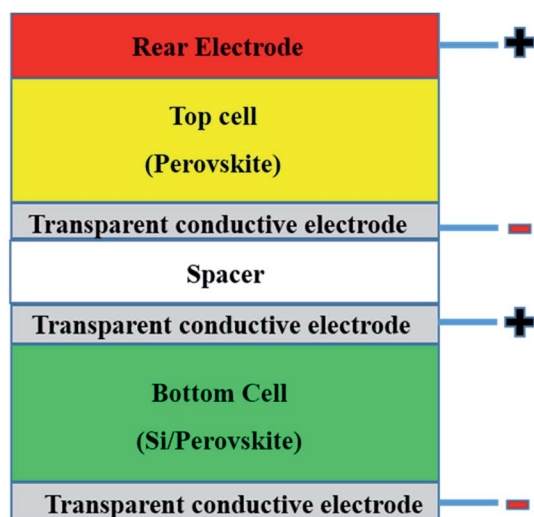 Rear Electrode
+
Top cell
(Perovskite)
Transparent conductive electrode
-
Spacer
Transparent conductive electrode
+
Bottom Cell
(Si/Perovskite)
Transparent conductive electrode
-